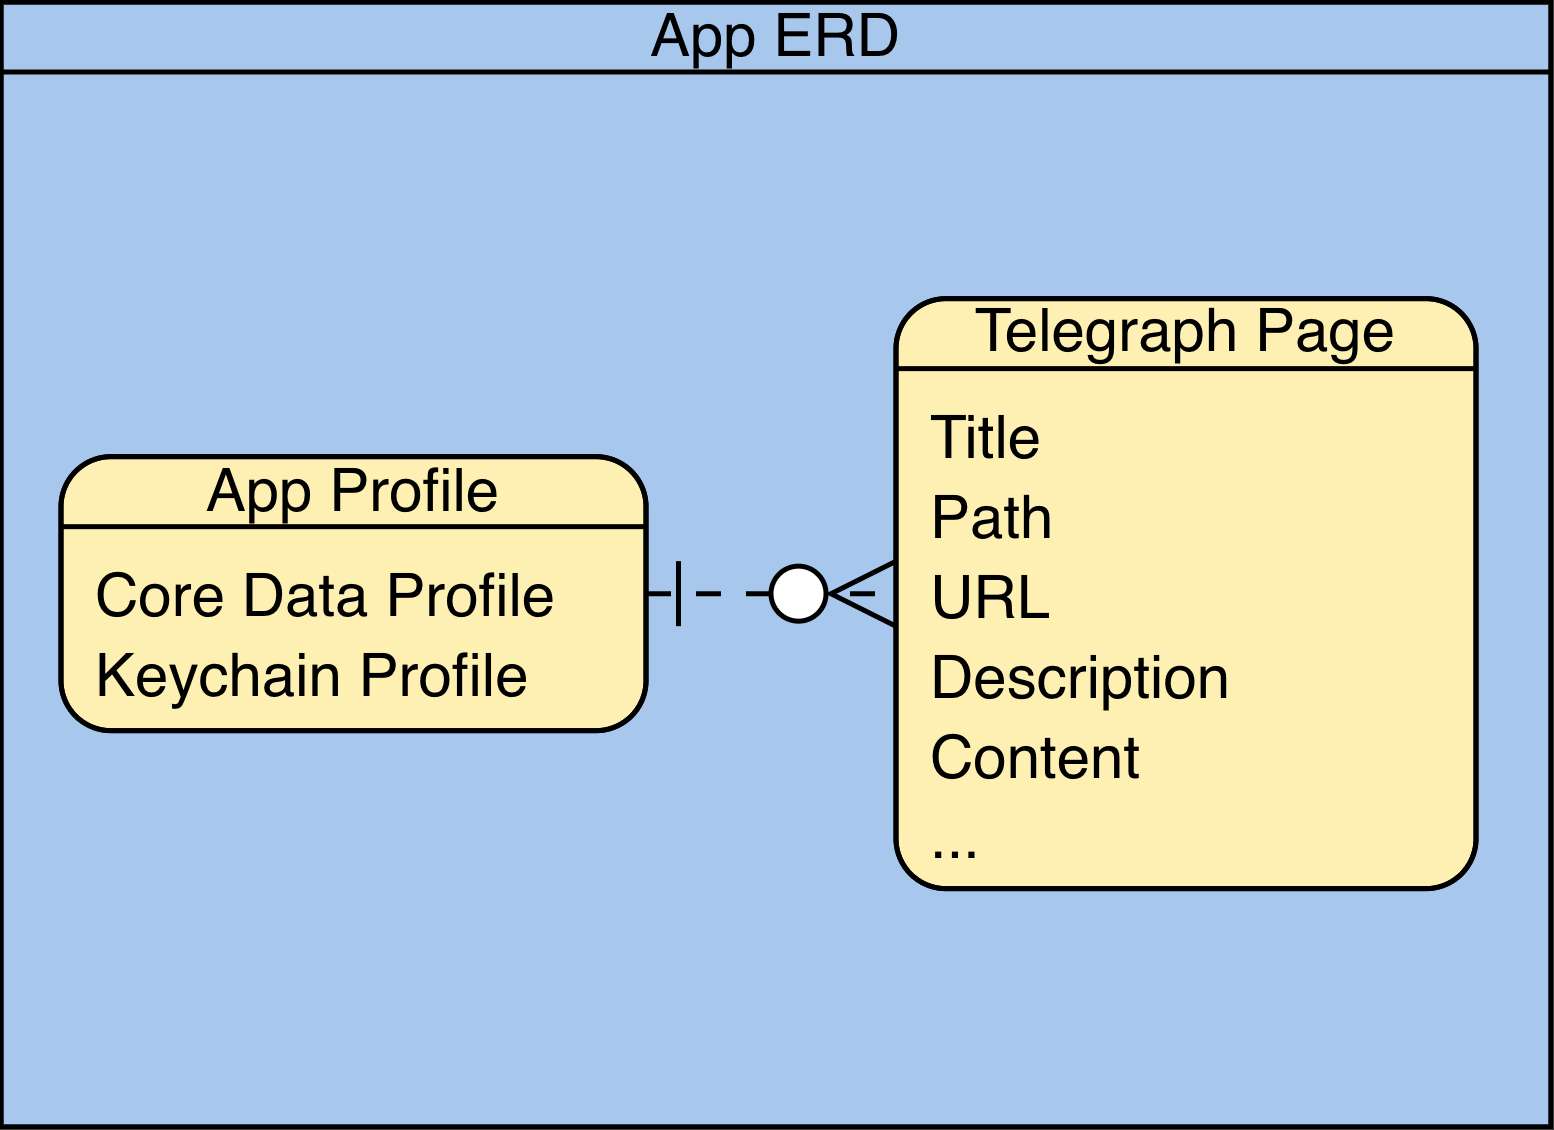 App ERD
App Profile
Core Data Profile
Keychain Profile
Telegraph Page
Title
Path
URL
Description
Content
...